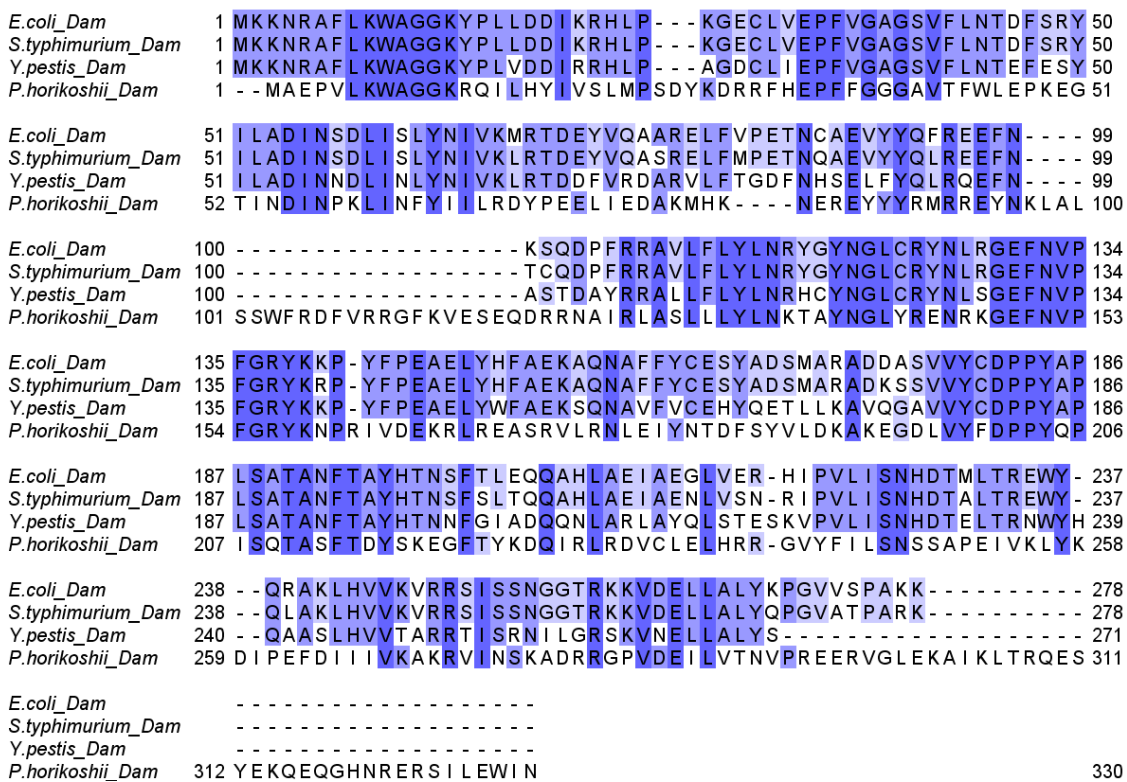 E.coli_Dam 1 MKKNRAFLKWAGGKYPLLDDIKRHLP---KGECLVEPFVGAGSVFLNTDFSRY 50
S.typhimurium_Dam 1 MKKNRAFLKWAGGKYPLLDDIKRHLP---KGECLVEPFVGAGSVFLNTDFSRY 50
Y.pestis_Dam 1 MKKNRAFLKWAGGKYPLVDDIRRHLP---AGDCLIEPFVGAGSVFLNTEFESY 50
P.horikoshii_Dam 1 --MAEPVLKWAGGKRQILHYIVSLMPSDYKDRRFHEPFFGGGAVTFWLEPKEG 51
E.coli_Dam 51 ILADINSDLISLYNIVKMRTDEYVQAARELFVPETNCAEVYYQFREEFN---- 99
S.typhimurium_Dam 51 ILADINSDLISLYNIVKLRTDEYVQASRELFMPETNQAEVYYQLREEFN---- 99
Y.pestis_Dam 51 ILADINNDLINLYNIVKLRTDDFVRDARVLFTGDFNHSELFYQLRQEFN---- 99
P.horikoshii_Dam 52 TINDINPKLINFYIILRDYPEELIEDAKMHK----NEREYYYRMRREYNKLAL 100
E.coli_Dam 100 ------------------KSQDPFRRAVLFLYLNRYGYNGLCRYNLRGEFNVP 134
S.typhimurium_Dam 100 ------------------TCQDPFRRAVLFLYLNRYGYNGLCRYNLRGEFNVP 134
Y.pestis_Dam 100 ------------------ASTDAYRRALLFLYLNRHCYNGLCRYNLSGEFNVP 134
P.horikoshii_Dam 101 SSWFRDFVRRGFKVESEQDRRNAIRLASLLLYLNKTAYNGLYRENRKGEFNVP 153
E.coli_Dam 135 FGRYKKP-YFPEAELYHFAEKAQNAFFYCESYADSMARADDASVVYCDPPYAP 186
S.typhimurium_Dam 135 FGRYKRP-YFPEAELYHFAEKAQNAFFYCESYADSMARADKSSVVYCDPPYAP 186
Y.pestis_Dam 135 FGRYKKP-YFPEAELYWFAEKSQNAVFVCEHYQETLLKAVQGAVVYCDPPYAP 186
P.horikoshii_Dam 154 FGRYKNPRIVDEKRLREASRVLRNLEIYNTDFSYVLDKAKEGDLVYFDPPYQP 206
E.coli_Dam 187 LSATANFTAYHTNSFTLEQQAHLAEIAEGLVER-HIPVLISNHDTMLTREWY- 237
S.typhimurium_Dam 187 LSATANFTAYHTNSFSLTQQAHLAEIAENLVSN-RIPVLISNHDTALTREWY- 237
Y.pestis_Dam 187 LSATANFTAYHTNNFGIADQQNLARLAYQLSTESKVPVLISNHDTELTRNWYH 239
P.horikoshii_Dam 207 ISQTASFTDYSKEGFTYKDQIRLRDVCLELHRR-GVYFILSNSSAPEIVKLYK 258
E.coli_Dam 238 --QRAKLHVVKVRRSISSNGGTRKKVDELLALYKPGVVSPAKK---------- 278
S.typhimurium_Dam 238 --QLAKLHVVKVRRSISSNGGTRKKVDELLALYQPGVATPARK---------- 278
Y.pestis_Dam 240 --QAASLHVVTARRTISRNILGRSKVNELLALYS------------------- 271
P.horikoshii_Dam 259 DIPEFDIIIVKAKRVINSKADRRGPVDEILVTNVPREERVGLEKAIKLTRQES 311
E.coli_Dam -------------------
S.typhimurium_Dam -------------------
Y.pestis_Dam -------------------
P.horikoshii_Dam 312 YEKQEQGHNRERSILEWIN 330